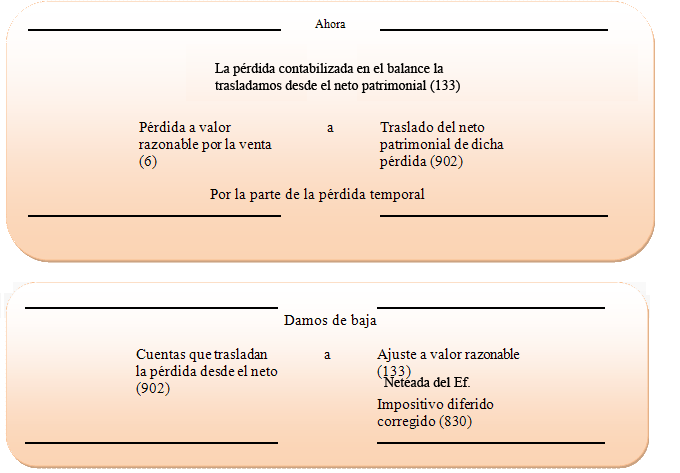 Ahora
La pérdida contabilizada en el balance la
trasladamos desde el neto patrimonial (133)
Pérdida a valor
razonable por la venta
(6)
a
Traslado del neto
patrimonial de dicha
pérdida (902)
Por la parte de la pérdida temporal
Damos de baja
Cuentas que trasladan
la pérdida desde el neto
(902)
a
Ajuste a valor razonable
(133)
Neteada del Ef.
Impositivo diferido
corregido (830)